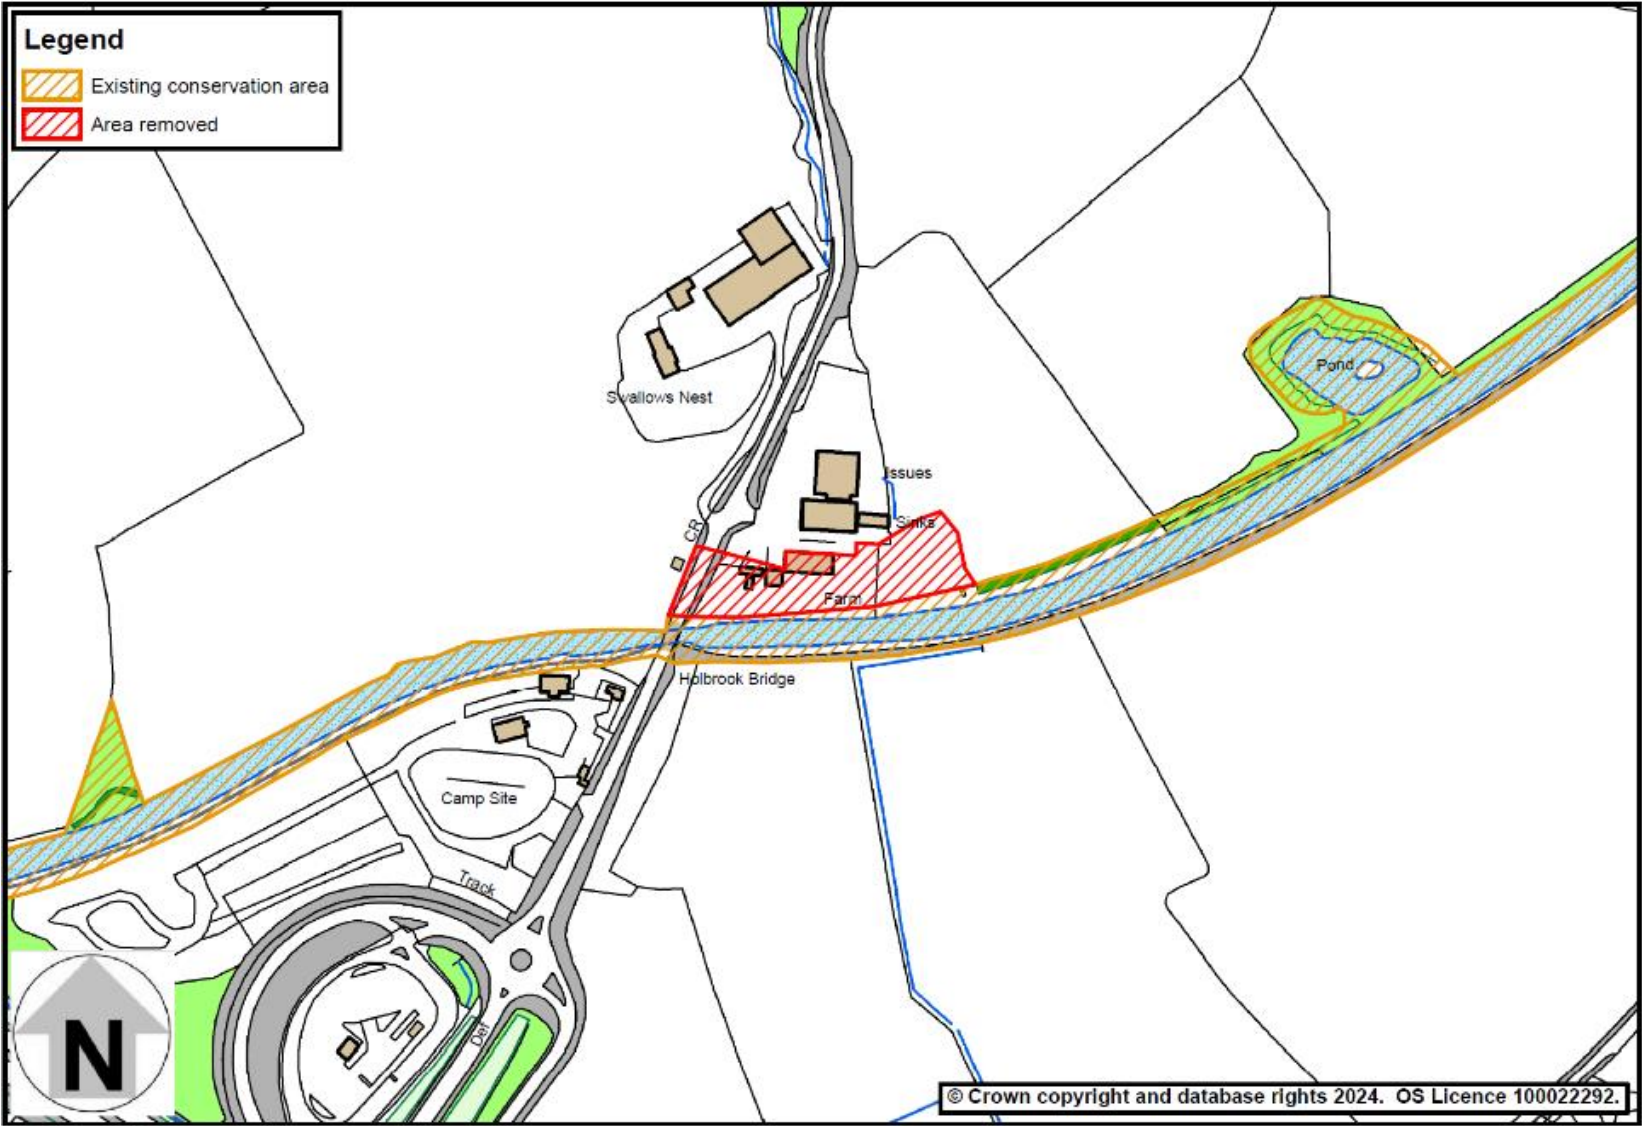 Legend
Existing conservation area
Area removed
Swallows Nest
Pond
Issues
Sinks
CR
Farm
Holbrook Bridge
Camp Site
Track
Def
N
© Crown copyright and database rights 2024. OS Licence 100022292.